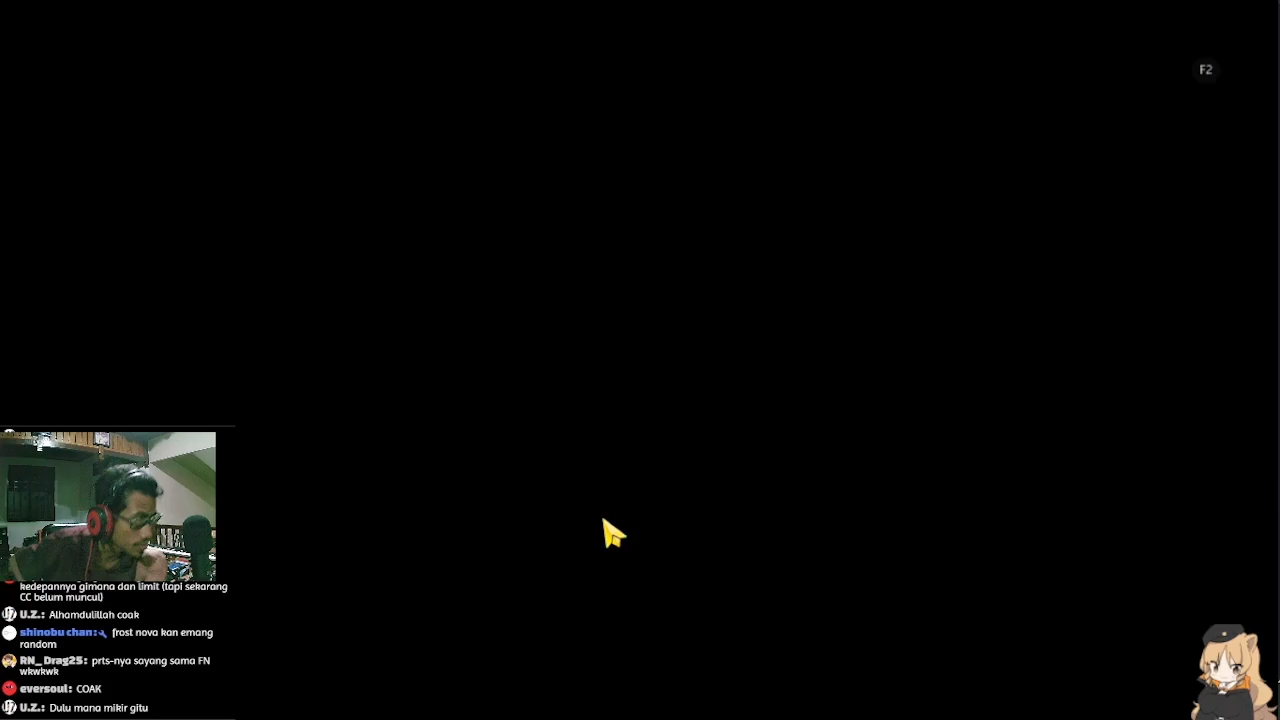 F2
kedepannya gimana dan limit (tapi sekarang
CC belum muncul)
U.Z.: Alhamdulillah coak
shinobu chan: frost nova kan emang
random
RN_Drag25: prts-nya sayang sama FN
wkwkwk
eversoul: COAK
U.Z.: Dulu mana mikir gitu